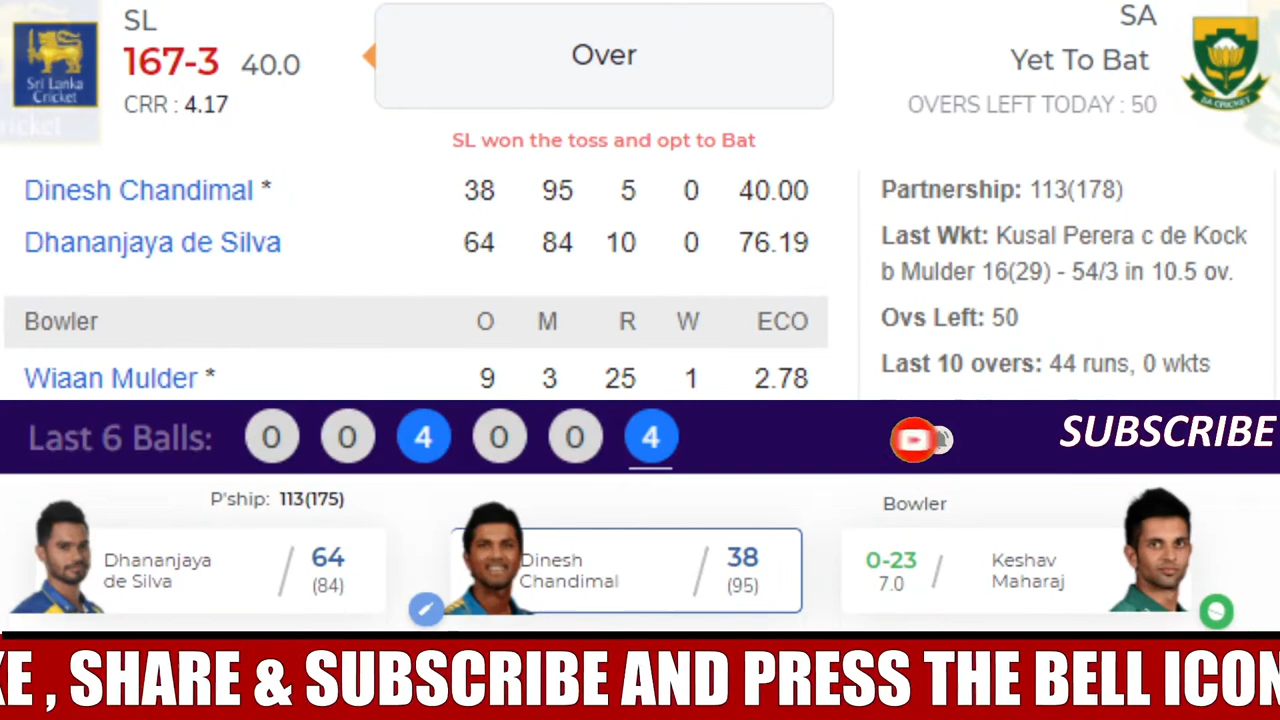 SL
167-3 40.0
CRR : 4.17
Sri Lanka
Cricket
Over
SA
Yet To Bat
OVERS LEFT TODAY : 50
SA CRICKET
SL won the toss and opt to Bat
Dinesh Chandimal * 38 95 5 0 40.00
Dhananjaya de Silva 64 84 10 0 76.19
Bowler O M R W ECO
Wiaan Mulder * 9 3 25 1 2.78
Partnership: 113(178)
Last Wkt: Kusal Perera c de Kock
b Mulder 16(29) - 54/3 in 10.5 ov.
Ovs Left: 50
Last 10 overs: 44 runs, 0 wkts
Last 6 Balls: 0 0 4 0 0 4
SUBSCRIBE
P'ship: 113(175)
Dhananjaya
de Silva
64
(84)
Dinesh
Chandimal
38
(95)
Bowler
0-23
7.0
Keshav
Maharaj
KE , SHARE & SUBSCRIBE AND PRESS THE BELL ICON